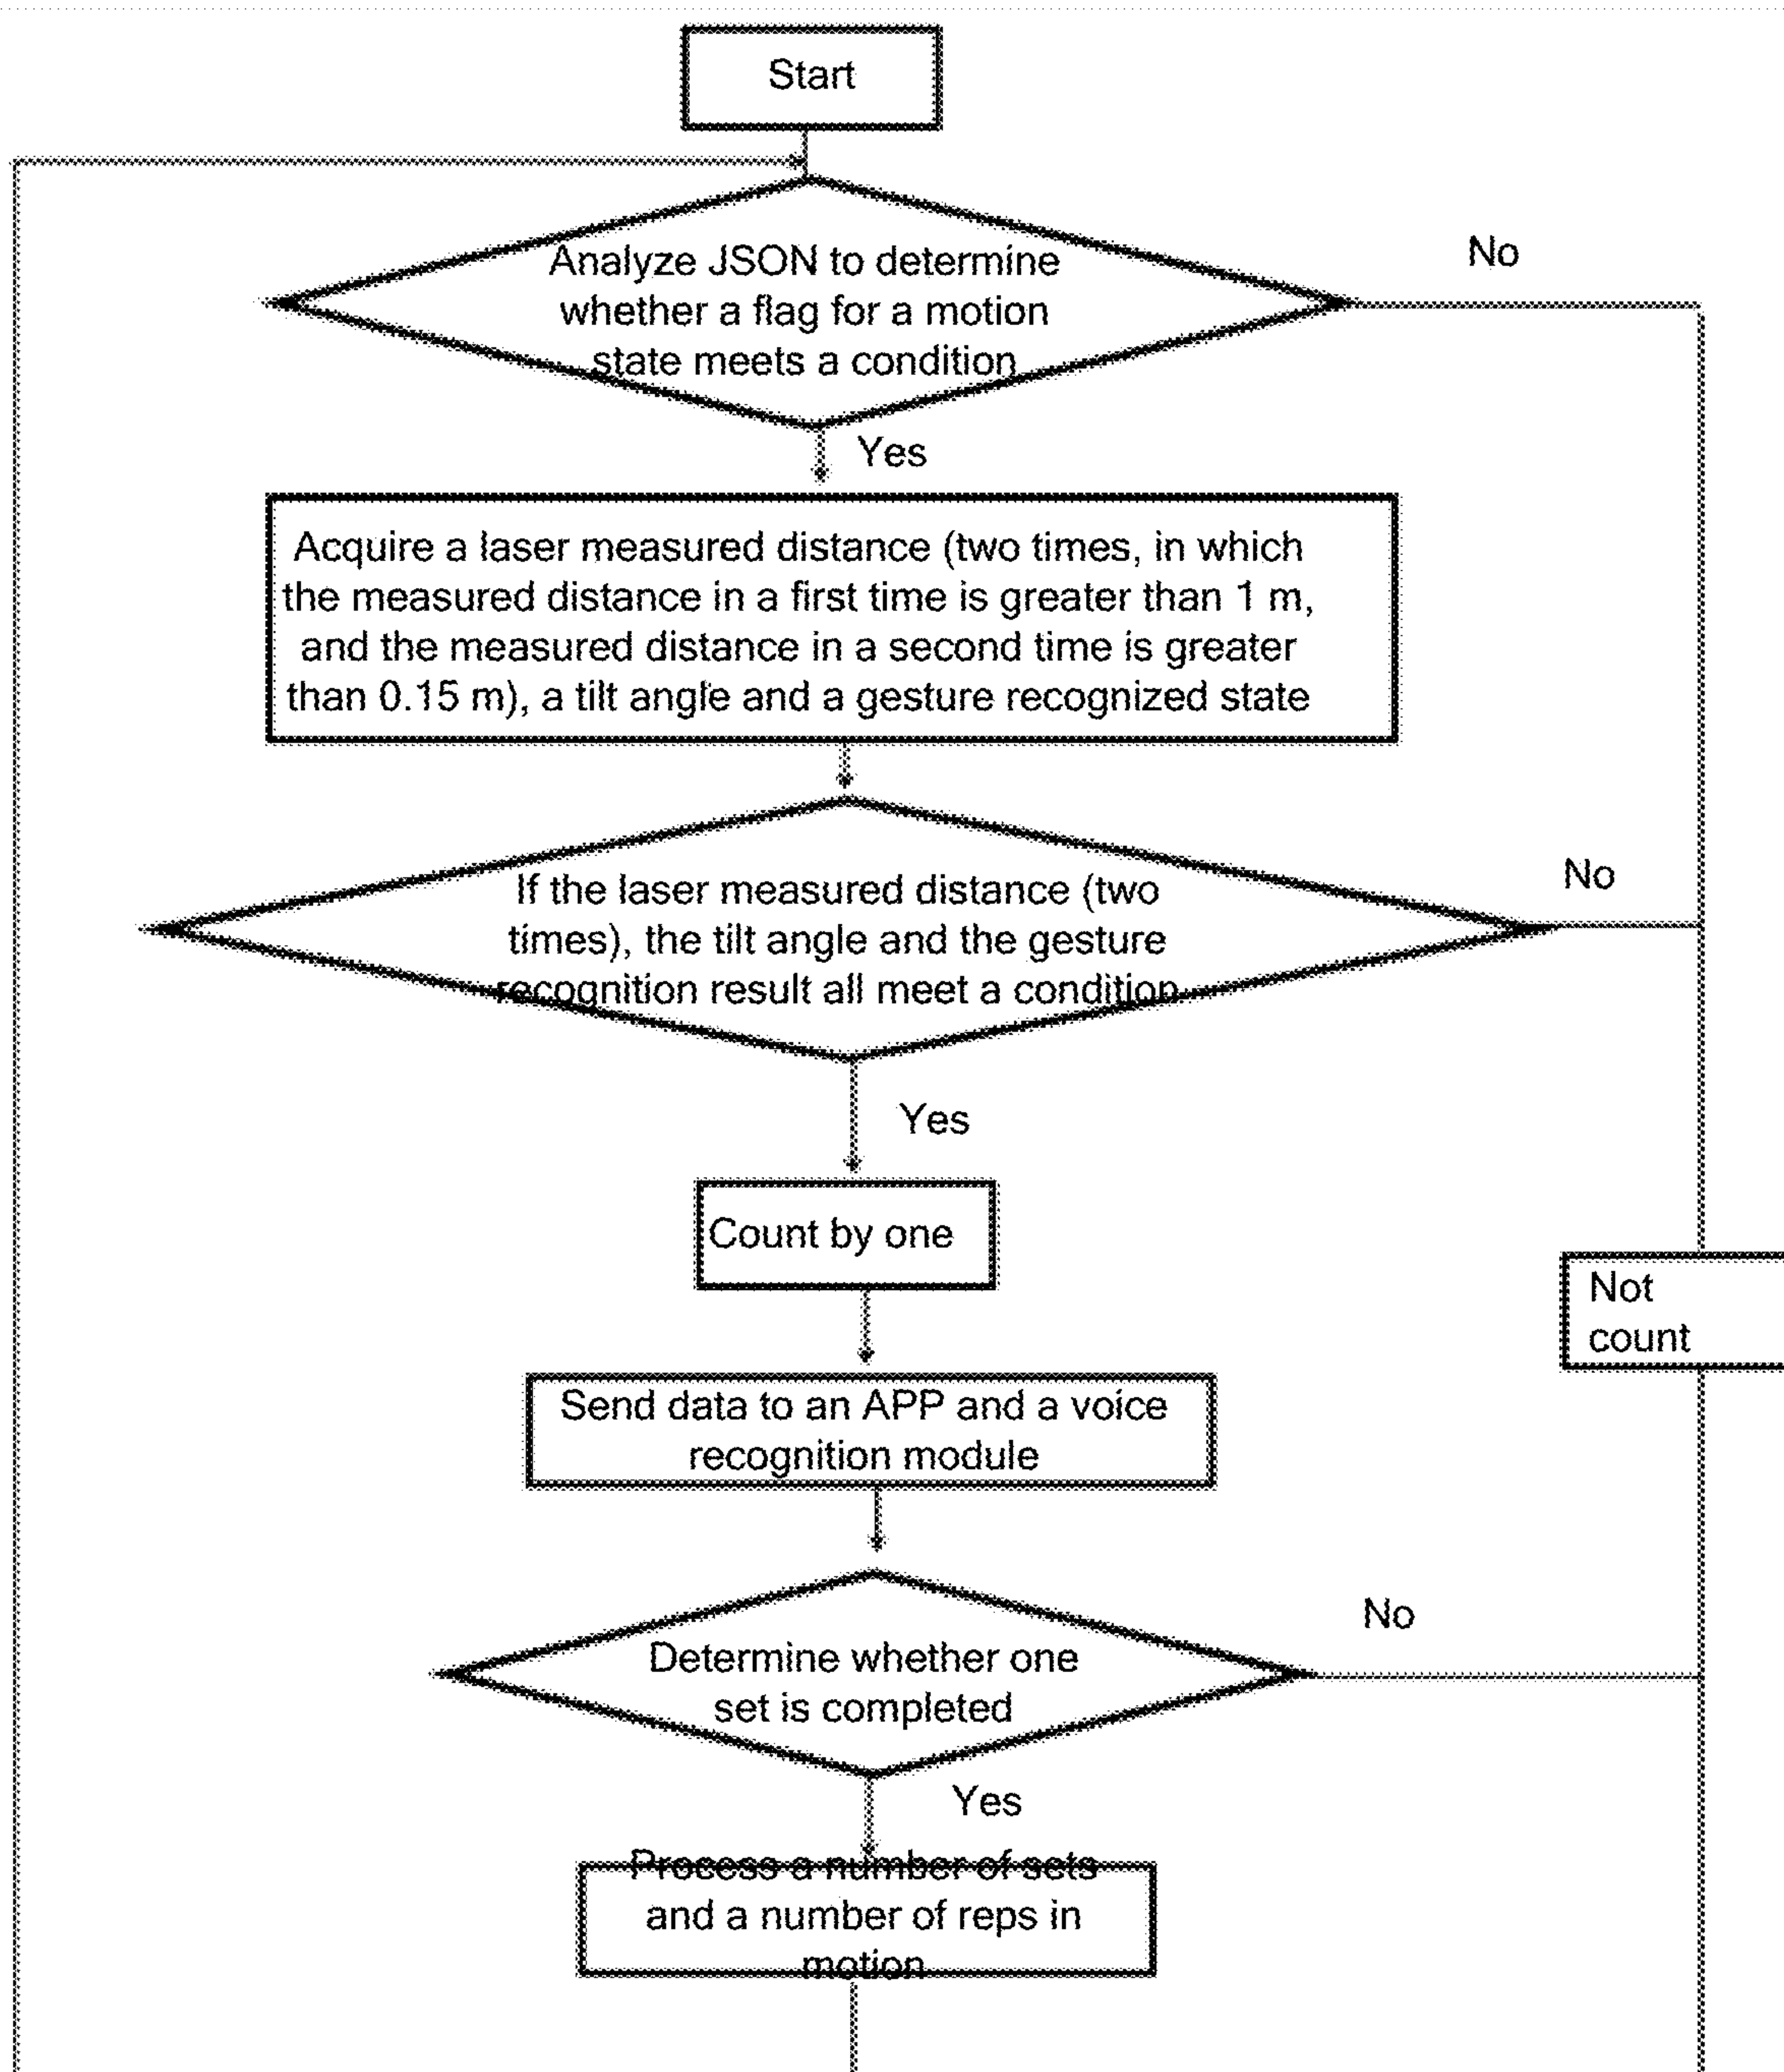 Start
Analyze JSON to determine
whether a flag for a motion
state meets a condition
No
Yes
Acquire a laser measured distance (two times, in which
the measured distance in a first time is greater than 1 m,
and the measured distance in a second time is greater
than 0.15 m), a tilt angle and a gesture recognized state
If the laser measured distance (two
times), the tilt angle and the gesture
recognition result all meet a condition
No
Yes
Count by one
Not
count
Send data to an APP and a voice
recognition module
Determine whether one
set is completed
No
Yes
Process a number of sets
and a number of reps in
motion